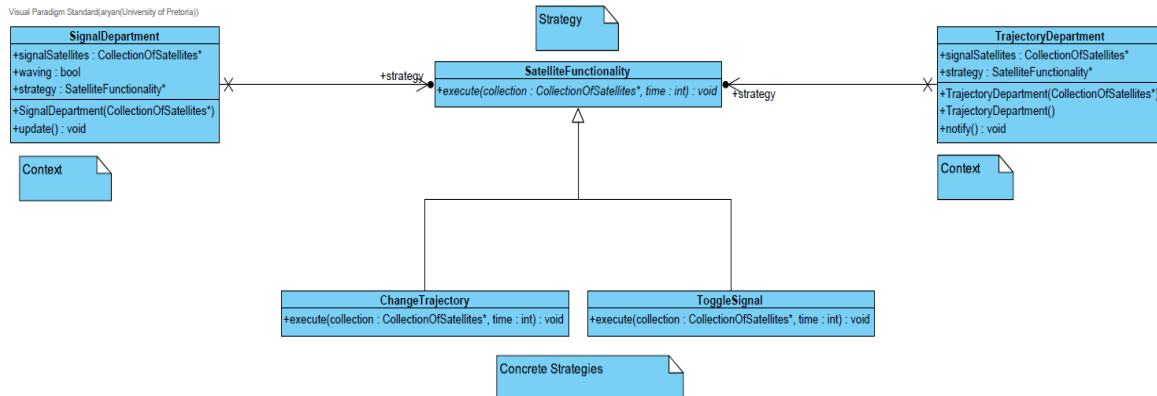 Visual Paradigm Standard(aryan(University of Pretoria))
SignalDepartment
+signalSatellites : CollectionOfSatellites*
+waving : bool
+strategy : SatelliteFunctionality*
+SignalDepartment(CollectionOfSatellites*)
+update() : void
Context
Strategy
+strategy
SatelliteFunctionality
+execute(collection : CollectionOfSatellites*, time : int) : void
+strategy
TrajectoryDepartment
+signalSatellites : CollectionOfSatellites*
+strategy : SatelliteFunctionality*
+TrajectoryDepartment(CollectionOfSatellites*)
+TrajectoryDepartment()
+notify() : void
Context
ChangeTrajectory
+execute(collection : CollectionOfSatellites*, time : int) : void
ToggleSignal
+execute(collection : CollectionOfSatellites*, time : int) : void
Concrete Strategies